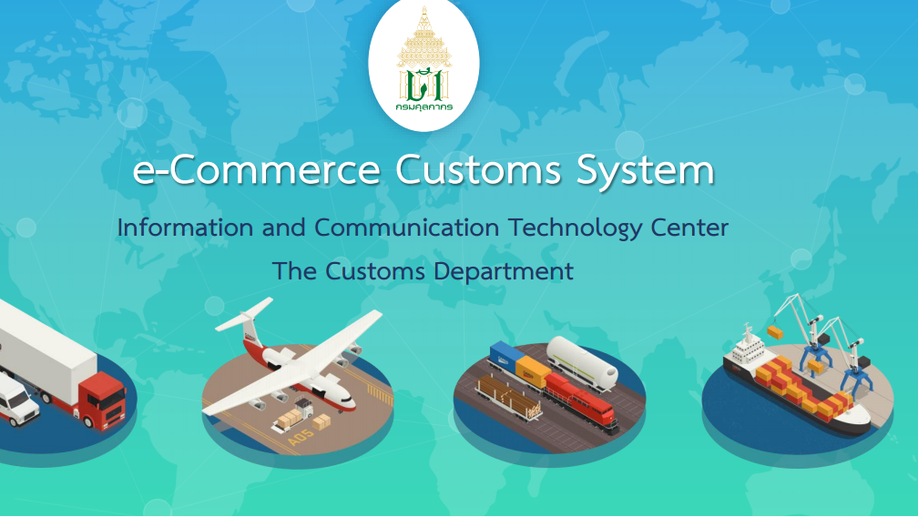 กรมศุลกากร
e-Commerce Customs System
Information and Communication Technology Center
The Customs Department
A05